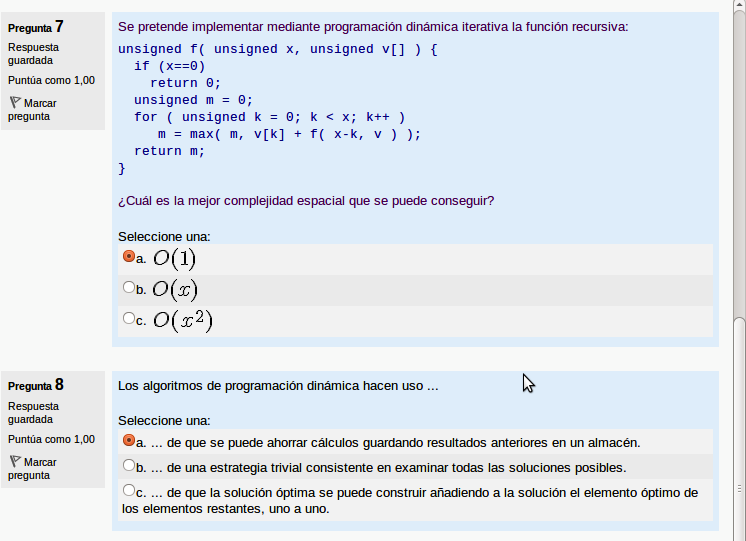 Pregunta 7
Respuesta
guardada
Puntúa como 1,00
Marcar
pregunta
Se pretende implementar mediante programación dinámica iterativa la función recursiva:
unsigned f( unsigned x, unsigned v[] ) {
if (x==0)
return 0;
unsigned m = 0;
for ( unsigned k = 0; k < x; k++ )
m = max( m, v[k] + f( x-k, v ) );
return m;
}
¿Cuál es la mejor complejidad espacial que se puede conseguir?
Seleccione una:
a. O(1)
b. O(x)
c. O(x²)
Pregunta 8
Respuesta
guardada
Puntúa como 1,00
Marcar
pregunta
Los algoritmos de programación dinámica hacen uso ...
Seleccione una:
a. ... de que se puede ahorrar cálculos guardando resultados anteriores en un almacén.
b. ... de una estrategia trivial consistente en examinar todas las soluciones posibles.
c. ... de que la solución óptima se puede construir añadiendo a la solución el elemento óptimo de
los elementos restantes, uno a uno.